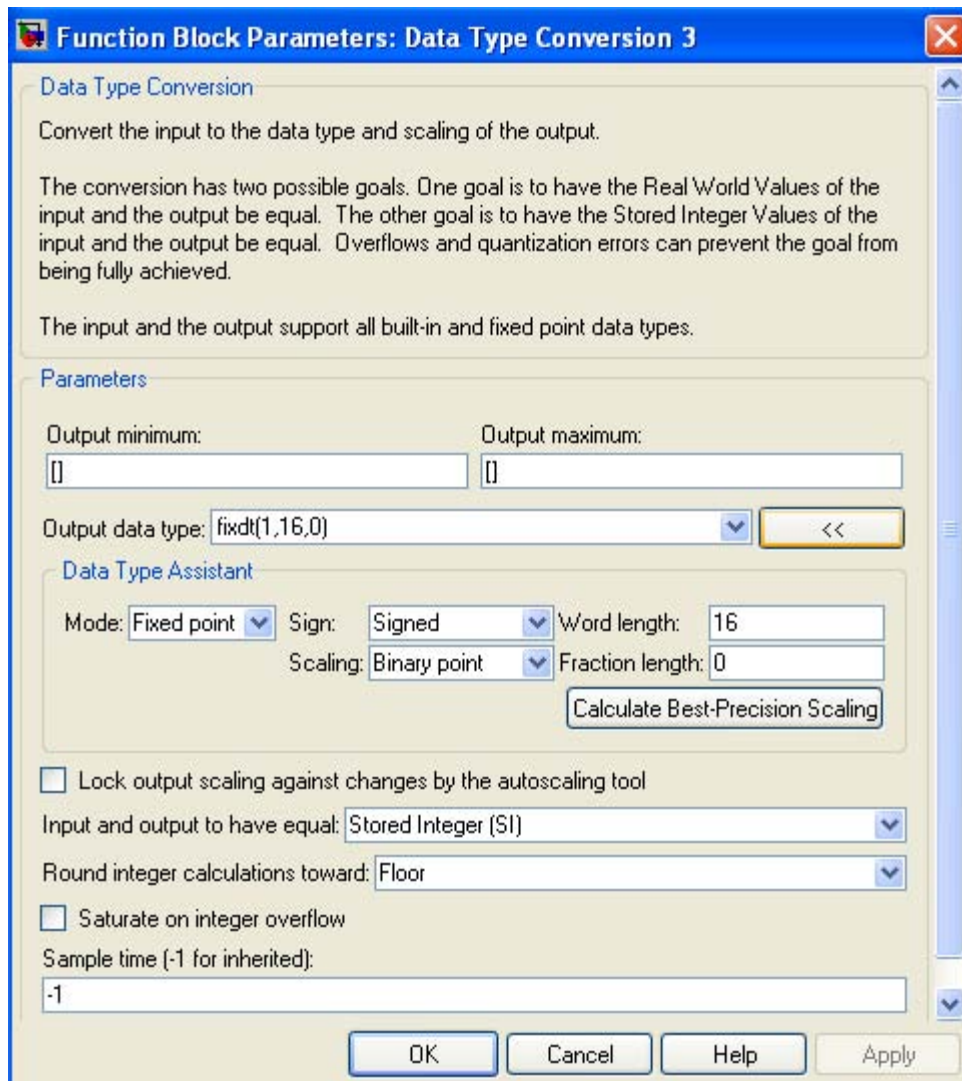 Function Block Parameters: Data Type Conversion 3
Data Type Conversion
Convert the input to the data type and scaling of the output.
The conversion has two possible goals. One goal is to have the Real World Values of the
input and the output be equal. The other goal is to have the Stored Integer Values of the
input and the output be equal. Overflows and quantization errors can prevent the goal from
being fully achieved.
The input and the output support all built-in and fixed point data types.
Parameters
Output minimum: Output maximum:
[] []
Output data type: fixdt(1,16,0) <<
Data Type Assistant
Mode: Fixed point Sign: Signed Word length: 16
Scaling: Binary point Fraction length: 0
Calculate Best-Precision Scaling
Lock output scaling against changes by the autoscaling tool
Input and output to have equal: Stored Integer (SI)
Round integer calculations toward: Floor
Saturate on integer overflow
Sample time (-1 for inherited):
-1
OK Cancel Help Apply